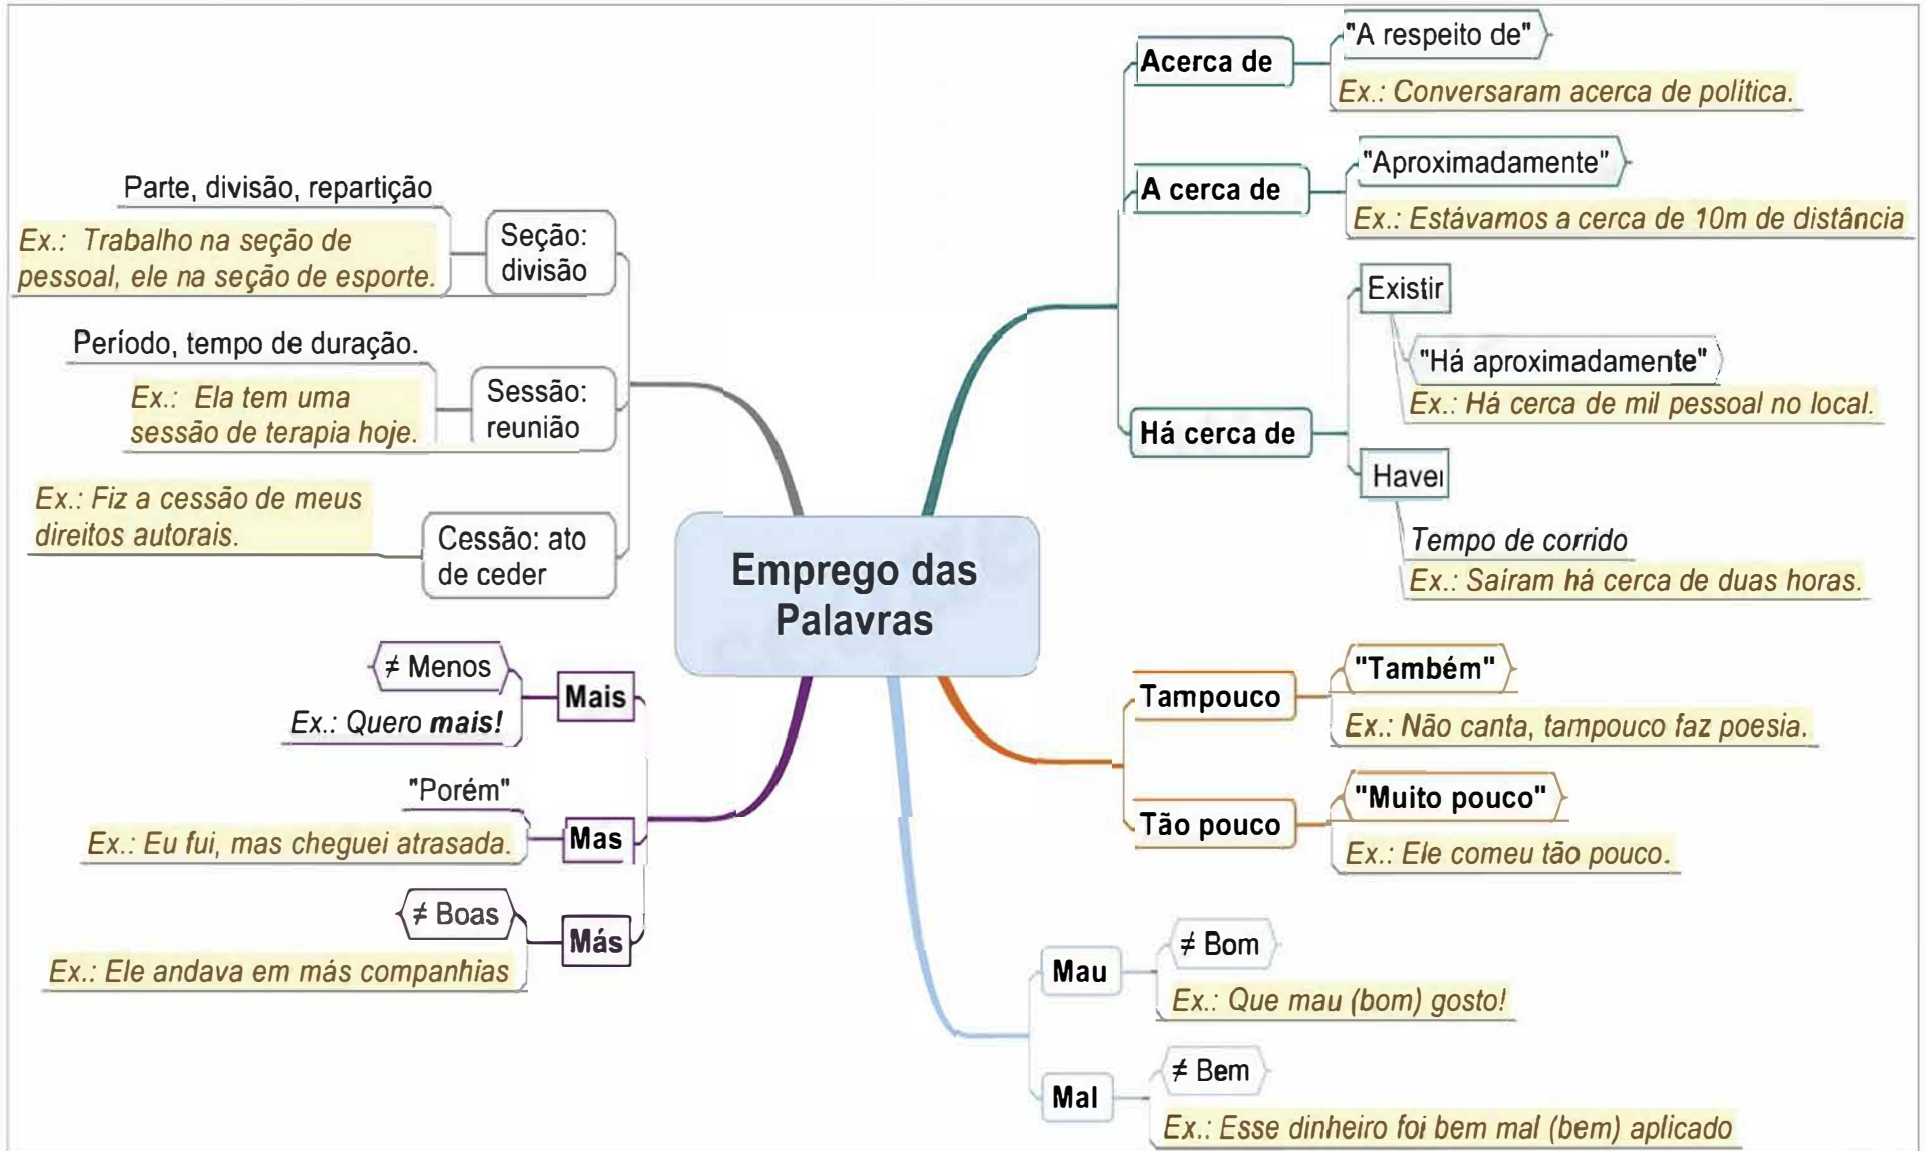 Emprego das
Palavras
Acerca de
"A respeito de"
Ex.: Conversaram acerca de política.
A cerca de
"Aproximadamente"
Ex.: Estávamos a cerca de 10m de distância
Há cerca de
Existir
"Há aproximadamente"
Ex.: Há cerca de mil pessoal no local.
Haver
Tempo de corrido
Ex.: Saíram há cerca de duas horas.
Tampouco
"Também"
Ex.: Não canta, tampouco faz poesia.
Tão pouco
"Muito pouco"
Ex.: Ele comeu tão pouco.
Mau
≠ Bom
Ex.: Que mau (bom) gosto!
Mal
≠ Bem
Ex.: Esse dinheiro foi bem mal (bem) aplicado
Parte, divisão, repartição
Ex.: Trabalho na seção de
pessoal, ele na seção de esporte.
Seção:
divisão
Período, tempo de duração.
Ex.: Ela tem uma
sessão de terapia hoje.
Sessão:
reunião
Ex.: Fiz a cessão de meus
direitos autorais.
Cessão: ato
de ceder
≠ Menos
Ex.: Quero mais!
Mais
"Porém"
Ex.: Eu fui, mas cheguei atrasada.
Mas
≠ Boas
Ex.: Ele andava em más companhias
Más